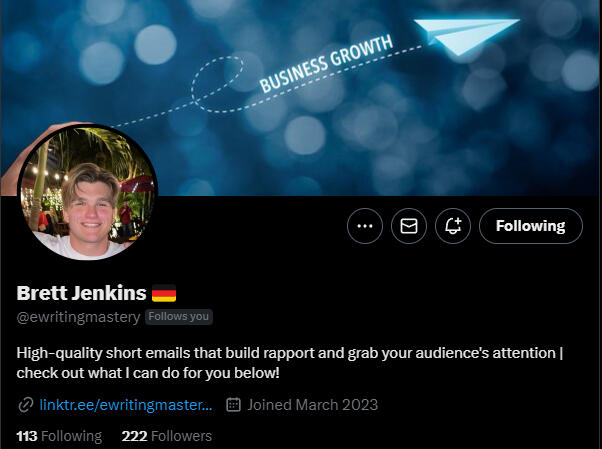 BUSINESS GROWTH
Following
Brett Jenkins 🇩🇪
@ewritingmastery Follows you
High-quality short emails that build rapport and grab your audience's attention |
check out what I can do for you below!
linktr.ee/ewritingmaster... Joined March 2023
113 Following 222 Followers